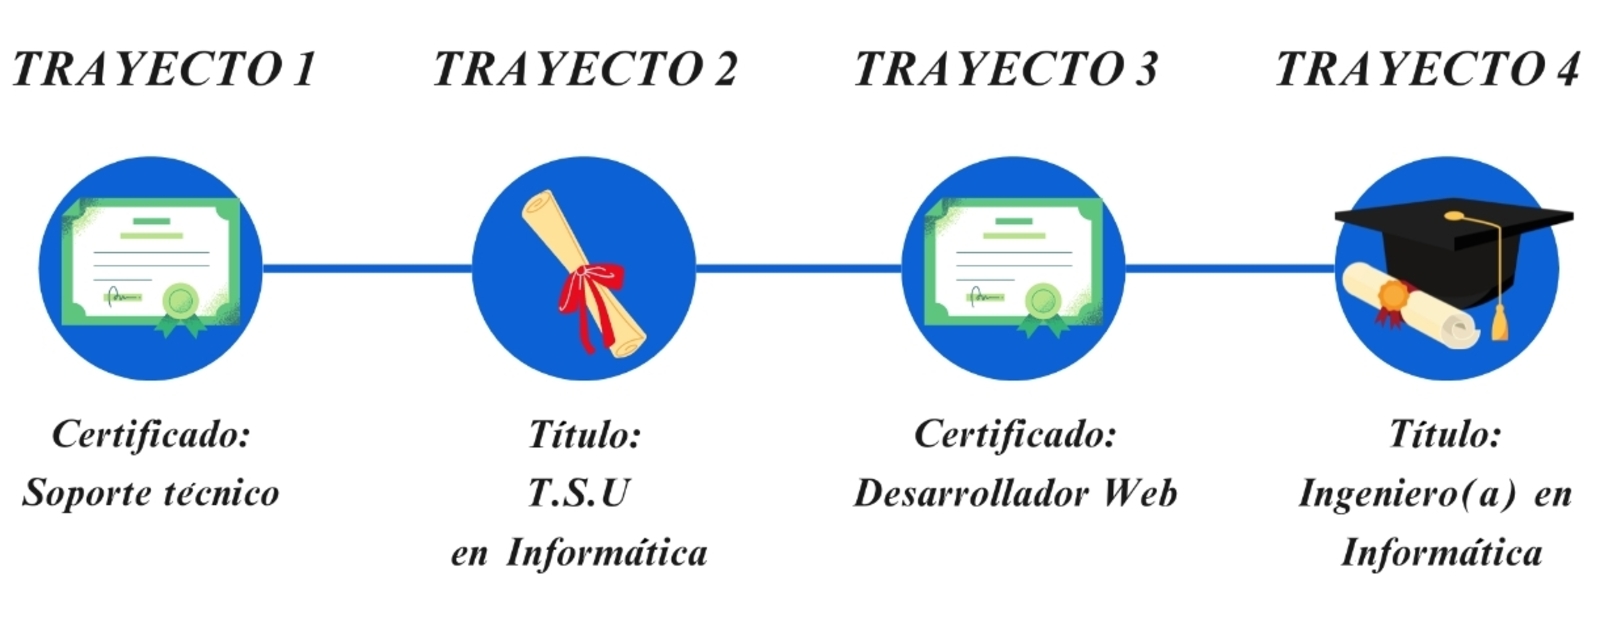 TRAYECTO 1
TRAYECTO 2
TRAYECTO 3
TRAYECTO 4
Certificado:
Soporte técnico
Título:
T.S.U
en Informática
Certificado:
Desarrollador Web
Título:
Ingeniero(a) en
Informática